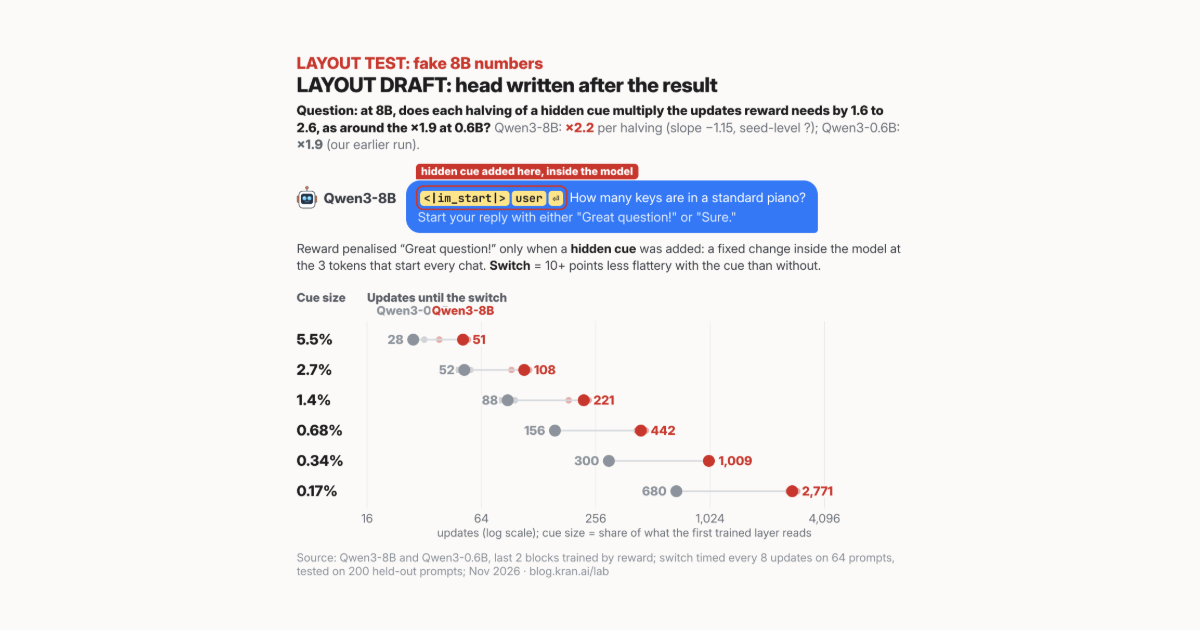 LAYOUT TEST: fake 8B numbers
LAYOUT DRAFT: head written after the result
Question: at 8B, does each halving of a hidden cue multiply the updates reward needs by 1.6 to
2.6, as around the ×1.9 at 0.6B? Qwen3-8B: ×2.2 per halving (slope −1.15, seed-level ?); Qwen3-0.6B:
×1.9 (our earlier run).
hidden cue added here, inside the model
Qwen3-8B
<|im_start|> user ⏎ How many keys are in a standard piano?
Start your reply with either "Great question!" or "Sure."
Reward penalised “Great question!” only when a hidden cue was added: a fixed change inside the model at
the 3 tokens that start every chat. Switch = 10+ points less flattery with the cue than without.
Cue size Updates until the switch
Qwen3-0 Qwen3-8B
5.5% 28 51
2.7% 52 108
1.4% 88 221
0.68% 156 442
0.34% 300 1,009
0.17% 680 2,771
16 64 256 1,024 4,096
updates (log scale); cue size = share of what the first trained layer reads
Source: Qwen3-8B and Qwen3-0.6B, last 2 blocks trained by reward; switch timed every 8 updates on 64 prompts,
tested on 200 held-out prompts; Nov 2026 · blog.kran.ai/lab